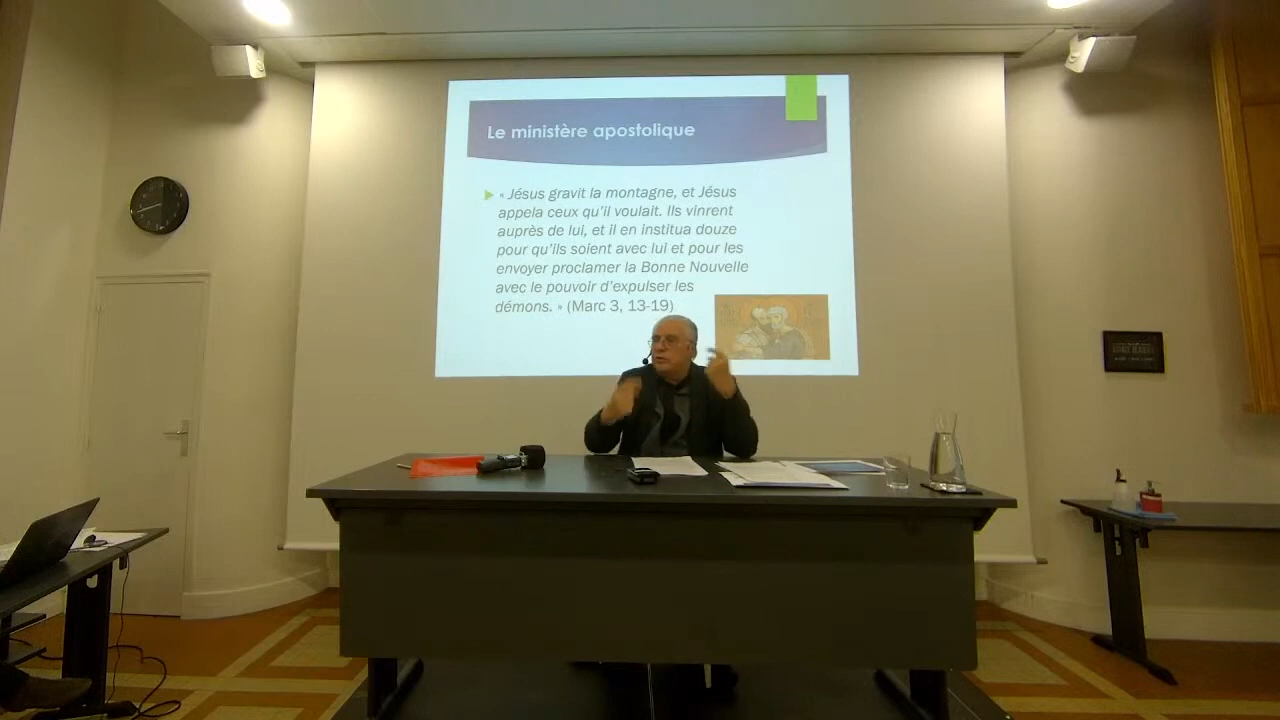 Le ministère apostolique
« Jésus gravit la montagne, et Jésus
appela ceux qu'il voulait. Ils vinrent
auprès de lui, et il en institua douze
pour qu'ils soient avec lui et pour les
envoyer proclamer la Bonne Nouvelle
avec le pouvoir d'expulser les
démons. » (Marc 3, 13-19)